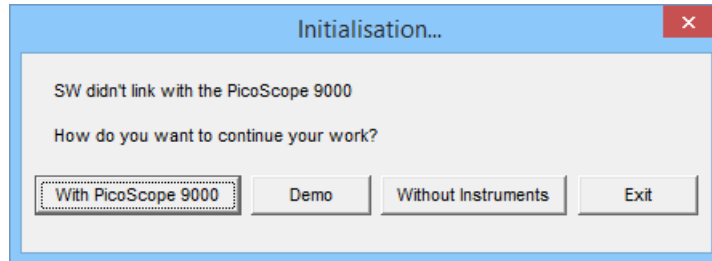 Initialisation...
SW didn't link with the PicoScope 9000
How do you want to continue your work?
With PicoScope 9000 Demo Without Instruments Exit